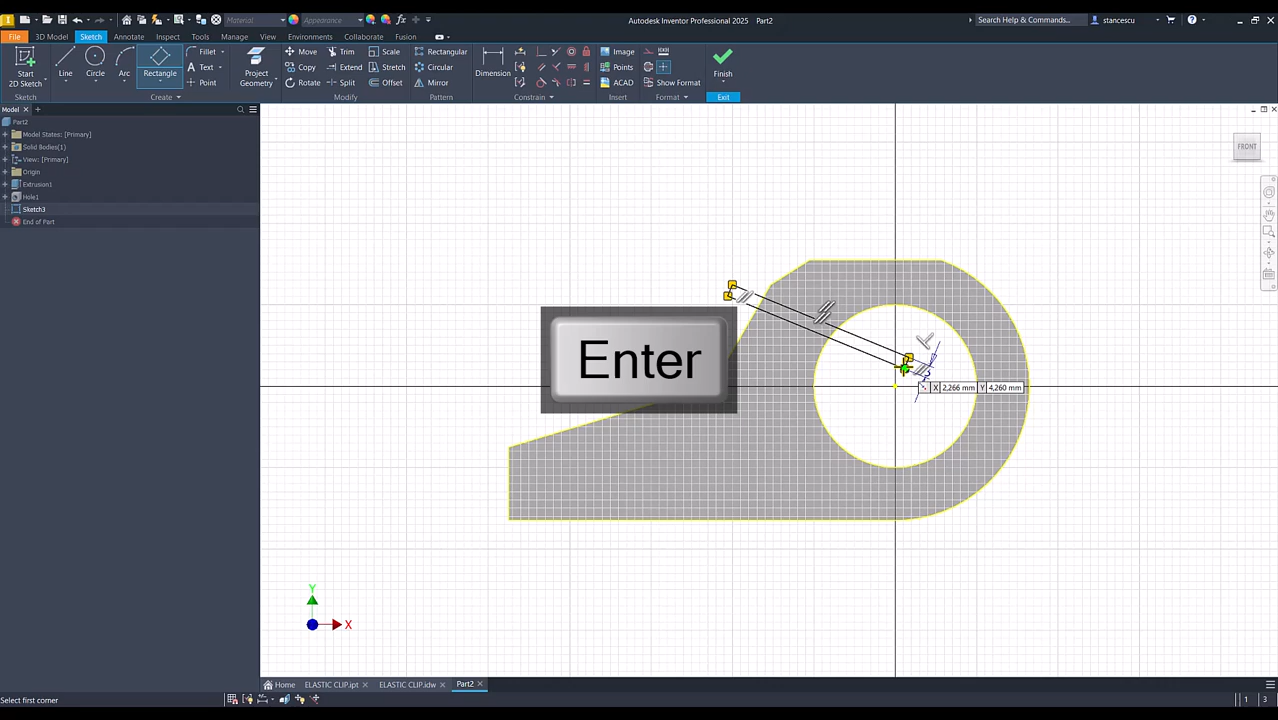 Material
Appearance
Autodesk Inventor Professional 2025 Part2
Search Help & Commands...
stancescu
File 3D Model Sketch Annotate Inspect Tools Manage View Environments Collaborate Fusion
Start
2D Sketch
Line
Circle
Arc
Rectangle
Fillet
Text
Point
Project
Geometry
Move
Copy
Rotate
Trim
Extend
Split
Scale
Stretch
Offset
Rectangular
Circular
Mirror
Dimension
Image
Points
ACAD
Show Format
Finish
Sketch Create Modify Pattern Constrain Insert Format Exit
Model
Part2
Model States: [Primary]
Solid Bodies(1)
View: [Primary]
Origin
Extrusion1
Hole1
Sketch3
End of Part
FRONT
Enter
X 2,266 mm Y 4,260 mm
Y
X
Home ELASTIC CLIP.ipt ELASTIC CLIP.idw Part2
Select first corner
1 3